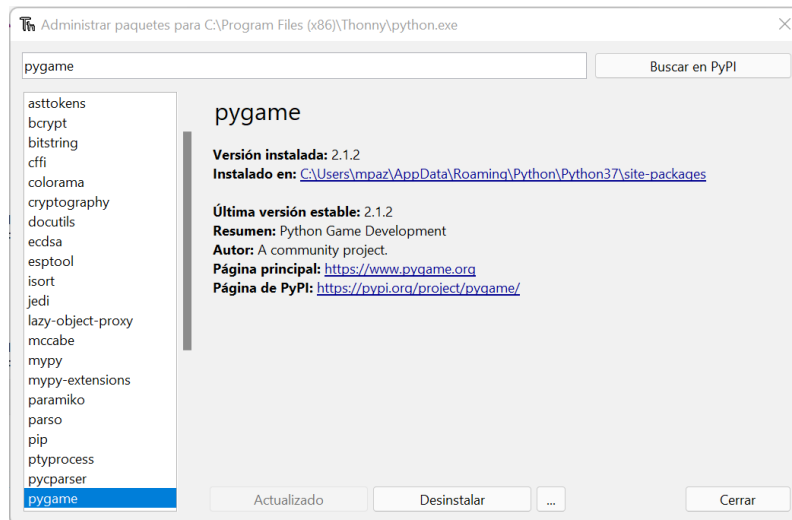 Th Administrar paquetes para C:\Program Files (x86)\Thonny\python.exe
pygame
Buscar en PyPI
asttokens
bcrypt
bitstring
cffi
colorama
cryptography
docutils
ecdsa
esptool
isort
jedi
lazy-object-proxy
mccabe
mypy
mypy-extensions
paramiko
parso
pip
ptyprocess
pycparser
pygame
pygame
Versión instalada: 2.1.2
Instalado en: C:\Users\mpaz\AppData\Roaming\Python\Python37\site-packages
Última versión estable: 2.1.2
Resumen: Python Game Development
Autor: A community project.
Página principal: https://www.pygame.org
Página de PyPI: https://pypi.org/project/pygame/
Actualizado
Desinstalar
...
Cerrar